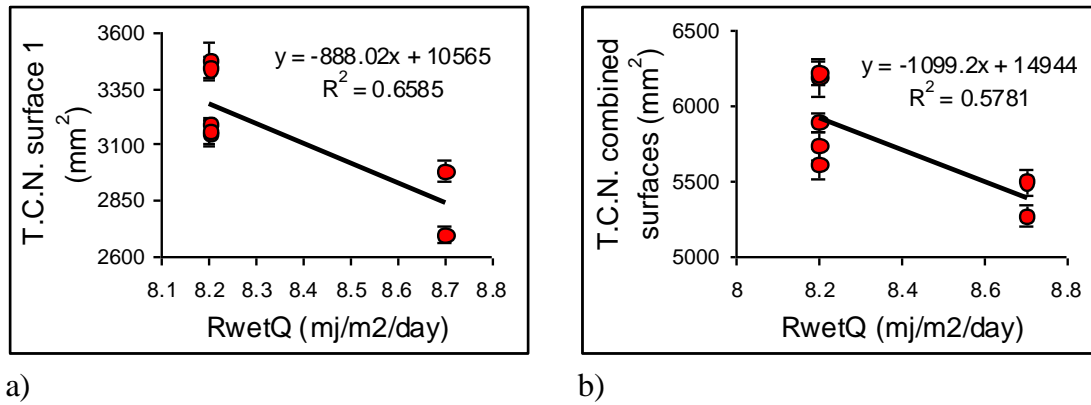 T.C.N. surface 1
(mm²)
3600
3350
3100
2850
2600
y = -888.02x + 10565
R² = 0.6585
8.1 8.2 8.3 8.4 8.5 8.6 8.7 8.8
RwetQ (mj/m2/day)
a)
T.C.N. combined
surfaces (mm²)
6500
6000
5500
5000
y = -1099.2x + 14944
R² = 0.5781
8 8.2 8.4 8.6 8.8
RwetQ (mj/m2/day)
b)